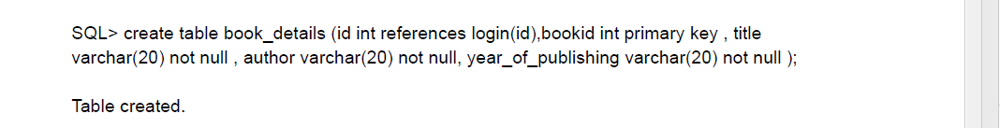 SQL> create table book_details (id int references login(id),bookid int primary key , title
varchar(20) not null , author varchar(20) not null, year_of_publishing varchar(20) not null );
Table created.